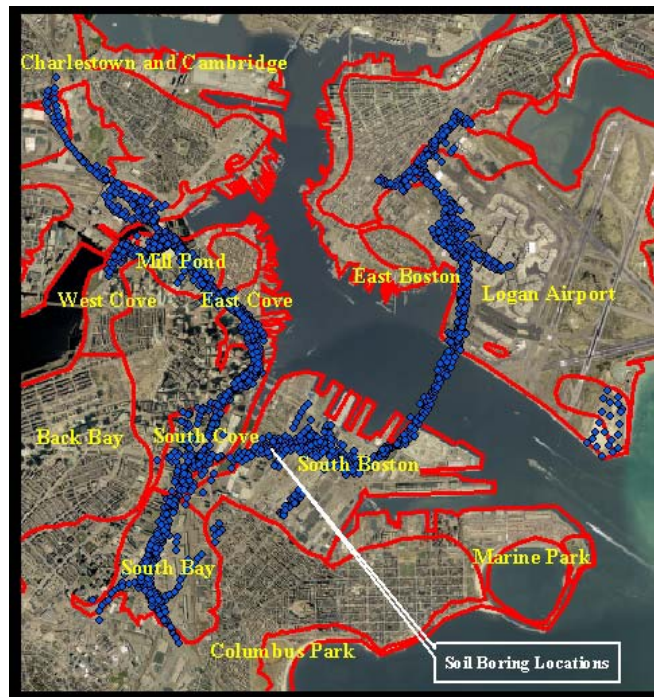 Charlestown and Cambridge
Mill Pond
East Boston
West Cove
East Cove
Logan Airport
Back Bay
South Cove
South Boston
Marine Park
South Bay
Columbus Park
Soil Boring Locations